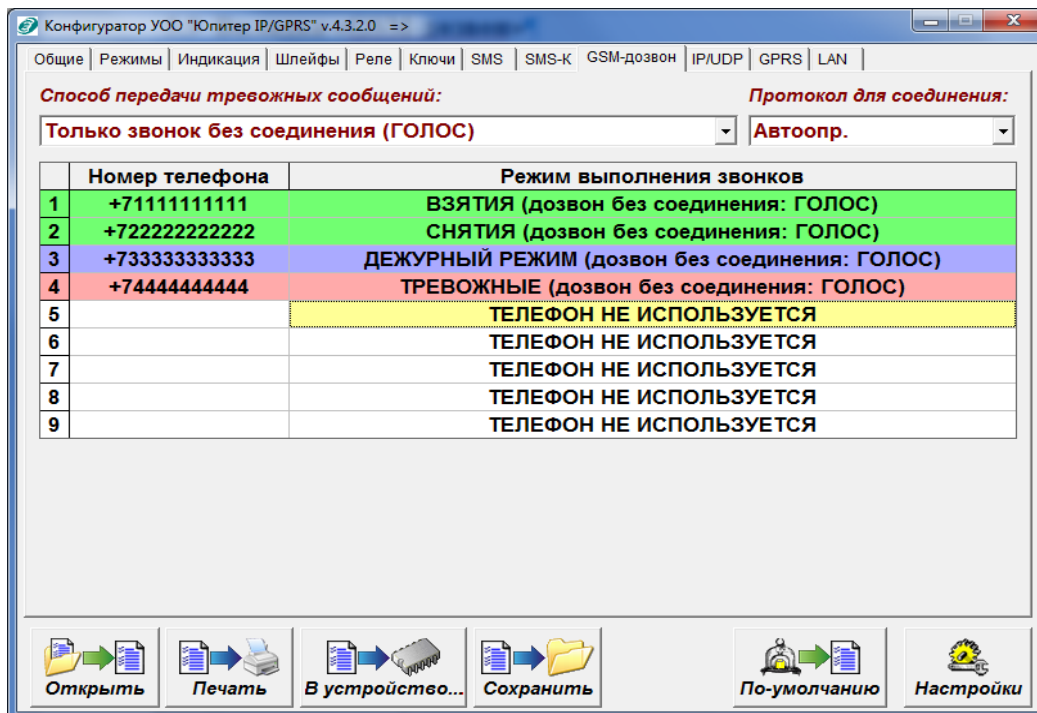 Конфигуратор УОО "Юпитер IP/GPRS" v.4.3.2.0 =>
Общие Режимы Индикация Шлейфы Реле Ключи SMS SMS-K GSM-дозвон IP/UDP GPRS LAN
Способ передачи тревожных сообщений: Протокол для соединения:
Только звонок без соединения (ГОЛОС) Автоопр.
Номер телефона Режим выполнения звонков
1 +71111111111 ВЗЯТИЯ (дозвон без соединения: ГОЛОС)
2 +722222222222 СНЯТИЯ (дозвон без соединения: ГОЛОС)
3 +733333333333 ДЕЖУРНЫЙ РЕЖИМ (дозвон без соединения: ГОЛОС)
4 +74444444444 ТРЕВОЖНЫЕ (дозвон без соединения: ГОЛОС)
5 ТЕЛЕФОН НЕ ИСПОЛЬЗУЕТСЯ
6 ТЕЛЕФОН НЕ ИСПОЛЬЗУЕТСЯ
7 ТЕЛЕФОН НЕ ИСПОЛЬЗУЕТСЯ
8 ТЕЛЕФОН НЕ ИСПОЛЬЗУЕТСЯ
9 ТЕЛЕФОН НЕ ИСПОЛЬЗУЕТСЯ
Открыть Печать В устройство... Сохранить По-умолчанию Настройки